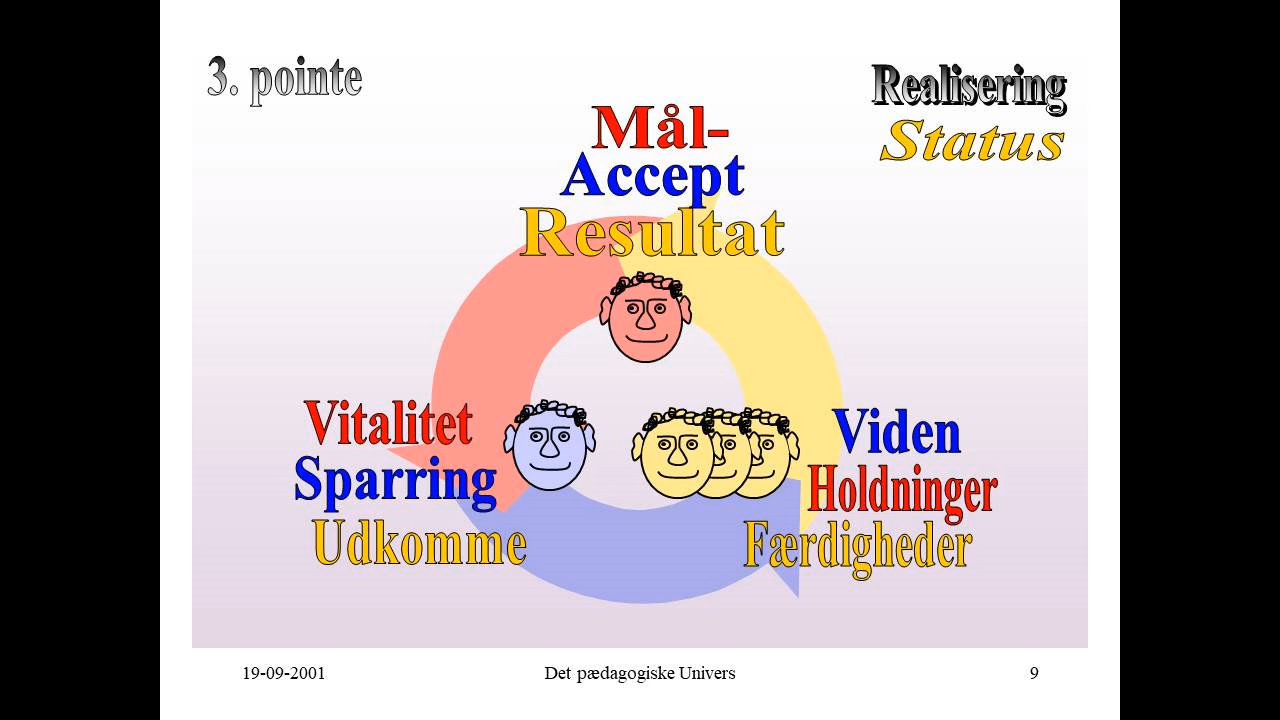 3. pointe
Realisering
Status
Mål-
Accept
Resultat
Vitalitet
Sparring
Udkomme
Viden
Holdninger
Færdigheder
19-09-2001
Det pædagogiske Univers
9